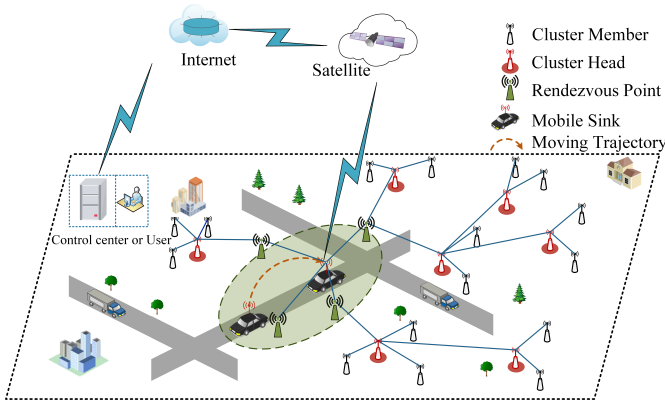 Internet
Satellite
Cluster Member
Cluster Head
Rendezvous Point
Mobile Sink
Moving Trajectory
Control center or User